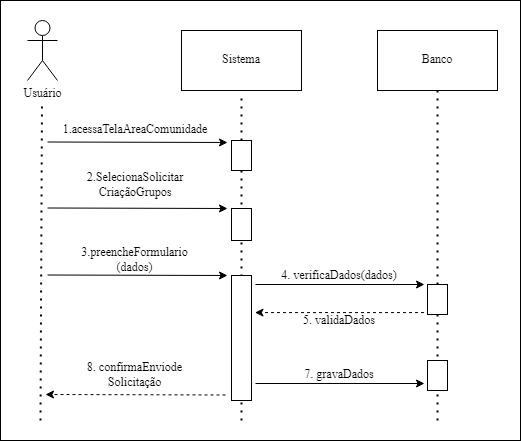 Sistema
Banco
Usuário
1.acessaTelaAreaComunidade
2.SelecionaSolicitar
CriaçãoGrupos
3.preencheFormulario
(dados)
4. verificaDados(dados)
5. validaDados
8. confirmaEnviode
Solicitação
7. gravaDados